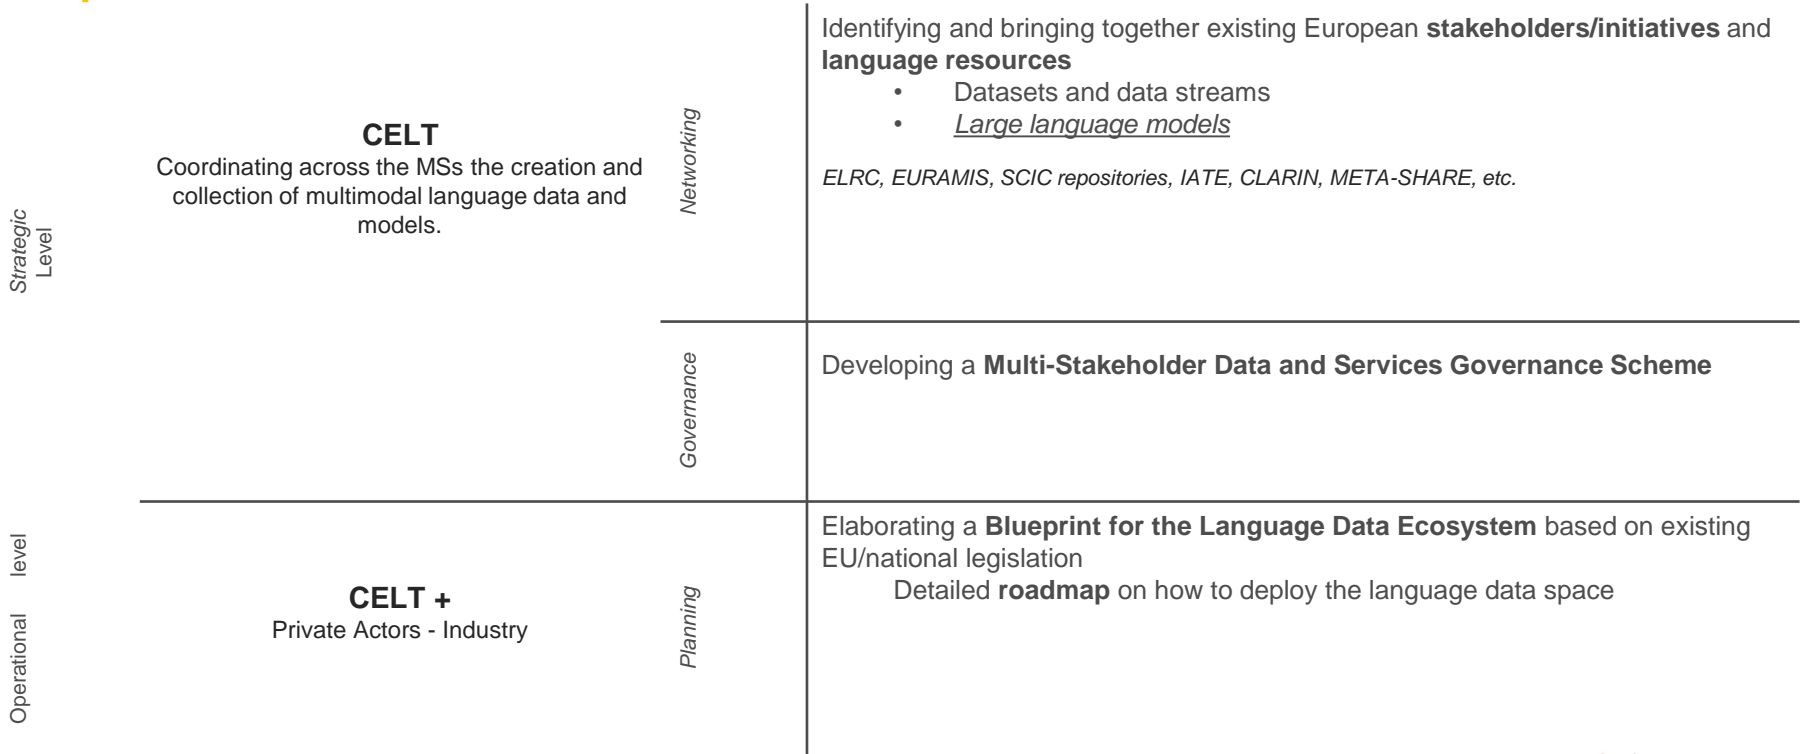 Strategic
Level
CELT
Coordinating across the MSs the creation and
collection of multimodal language data and
models.
Networking
Identifying and bringing together existing European stakeholders/initiatives and
language resources
• Datasets and data streams
• Large language models
ELRC, EURAMIS, SCIC repositories, IATE, CLARIN, META-SHARE, etc.
Governance
Developing a Multi-Stakeholder Data and Services Governance Scheme
Operational level
CELT +
Private Actors - Industry
Planning
Elaborating a Blueprint for the Language Data Ecosystem based on existing
EU/national legislation
Detailed roadmap on how to deploy the language data space